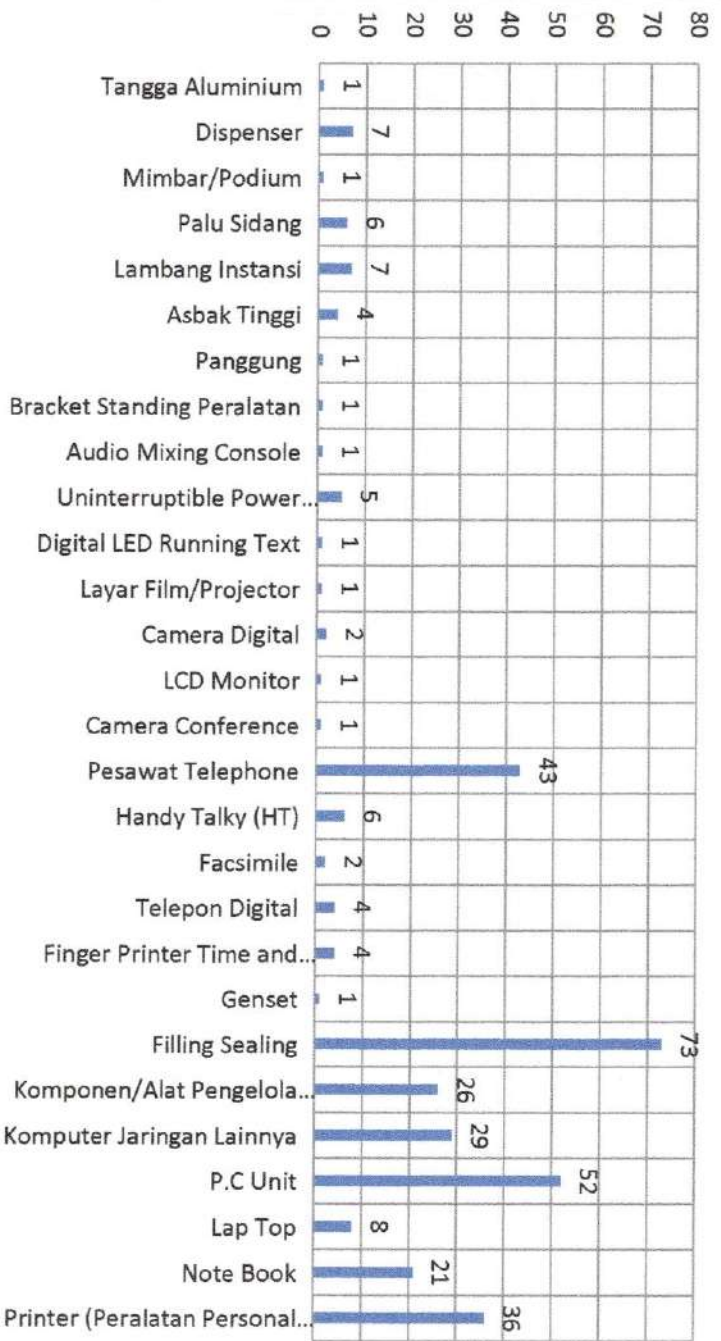 80
70
60
50
40
30
20
10
0
Tangga Aluminium 1
Dispenser 7
Mimbar/Podium 1
Palu Sidang 6
Lambang Instansi 7
Asbak Tinggi 4
Panggung 1
Bracket Standing Peralatan 1
Audio Mixing Console 1
Uninterruptible Power... 5
Digital LED Running Text 1
Layar Film/Projector 1
Camera Digital 2
LCD Monitor 1
Camera Conference 1
Pesawat Telephone 43
Handy Talky (HT) 6
Facsimile 2
Telepon Digital 4
Finger Printer Time and... 4
Genset 1
Filling Sealing 73
Komponen/Alat Pengelola... 26
Komputer Jaringan Lainnya 29
P.C Unit 52
Lap Top 8
Note Book 21
Printer (Peralatan Personal... 36